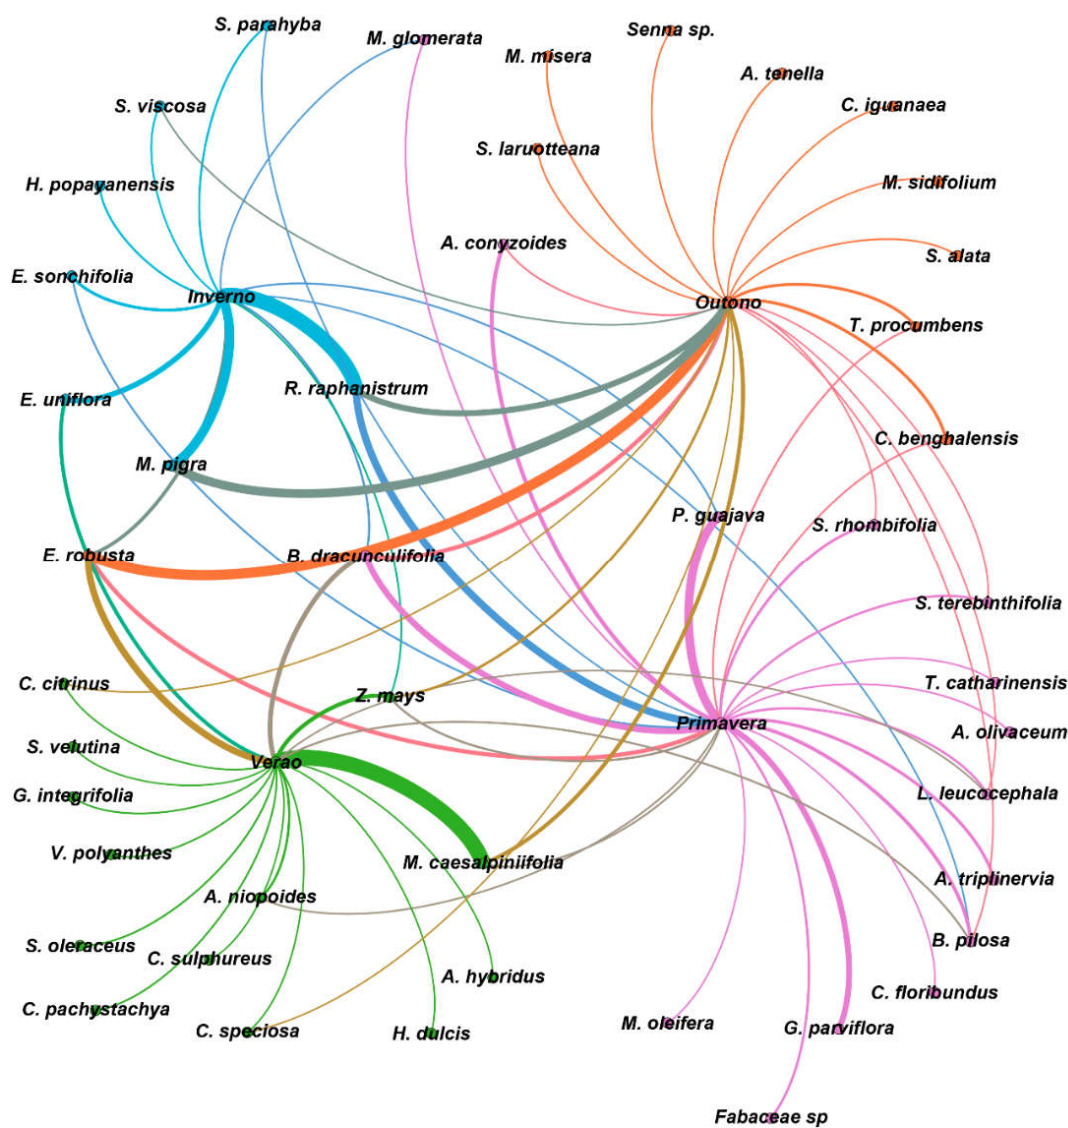 S. parahyba
M. glomerata
Senna sp.
M. misera
A. tenella
S. viscosa
C. iguanaea
S. laruotteana
H. popayanensis
M. sidifolium
A. conyzoides
S. alata
E. sonchifolia
Inverno
Outono
T. procumbens
R. raphanistrum
E. uniflora
C. benghalensis
M. pigra
P. guajava
S. rhombifolia
E. robusta
B. dracunculifolia
S. terebinthifolia
C. citrinus
T. catharinensis
Z. mays
Primavera
A. olivaceum
S. velutina
Verao
G. integrifolia
L. leucocephala
V. polyanthes
M. caesalpiniifolia
A. triplinervia
A. niopoides
S. oleraceus
B. pilosa
C. sulphureus
A. hybridus
C. floribundus
C. pachystachya
C. speciosa
H. dulcis
M. oleifera
G. parviflora
Fabaceae sp